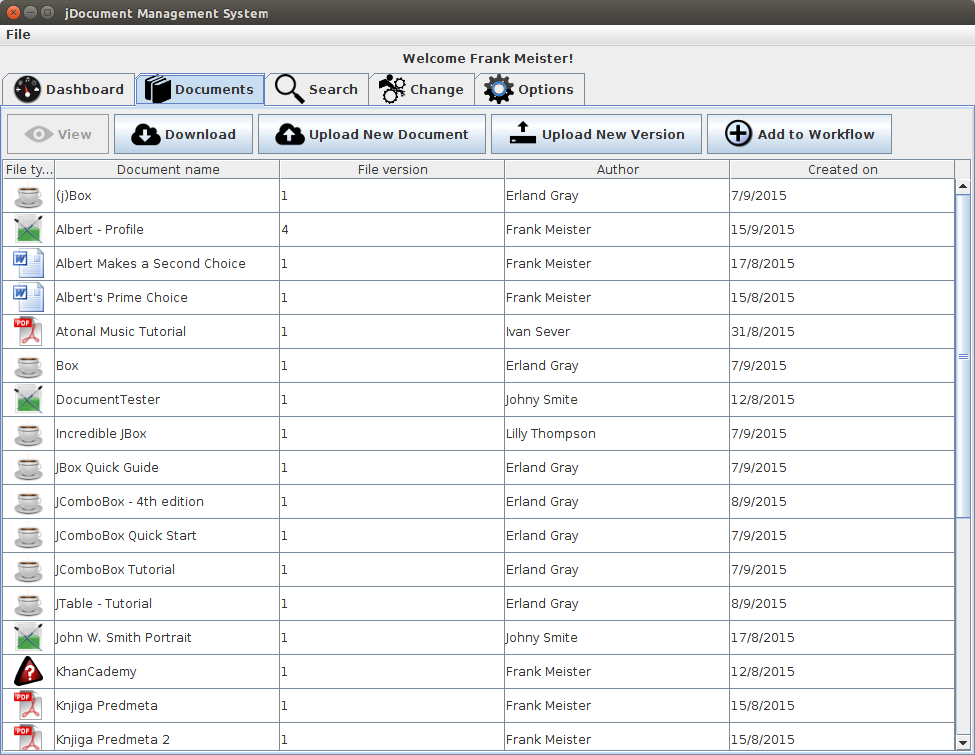 jDocument Management System
File
Welcome Frank Meister!
Dashboard Documents Search Change Options
View Download Upload New Document Upload New Version Add to Workflow
File ty... Document name File version Author Created on
(j)Box 1 Erland Gray 7/9/2015
Albert - Profile 4 Frank Meister 15/9/2015
W Albert Makes a Second Choice 1 Frank Meister 17/8/2015
W Albert's Prime Choice 1 Frank Meister 15/8/2015
PDF Atonal Music Tutorial 1 Ivan Sever 31/8/2015
Box 1 Erland Gray 7/9/2015
DocumentTester 1 Johny Smite 12/8/2015
Incredible JBox 1 Lilly Thompson 7/9/2015
JBox Quick Guide 1 Erland Gray 7/9/2015
JComboBox - 4th edition 1 Erland Gray 8/9/2015
JComboBox Quick Start 1 Erland Gray 7/9/2015
JComboBox Tutorial 1 Erland Gray 7/9/2015
JTable - Tutorial 1 Erland Gray 8/9/2015
John W. Smith Portrait 1 Johny Smite 17/8/2015
? KhanCademy 1 Frank Meister 12/8/2015
PDF Knjiga Predmeta 1 Frank Meister 15/8/2015
PDF Knjiga Predmeta 2 1 Frank Meister 15/8/2015